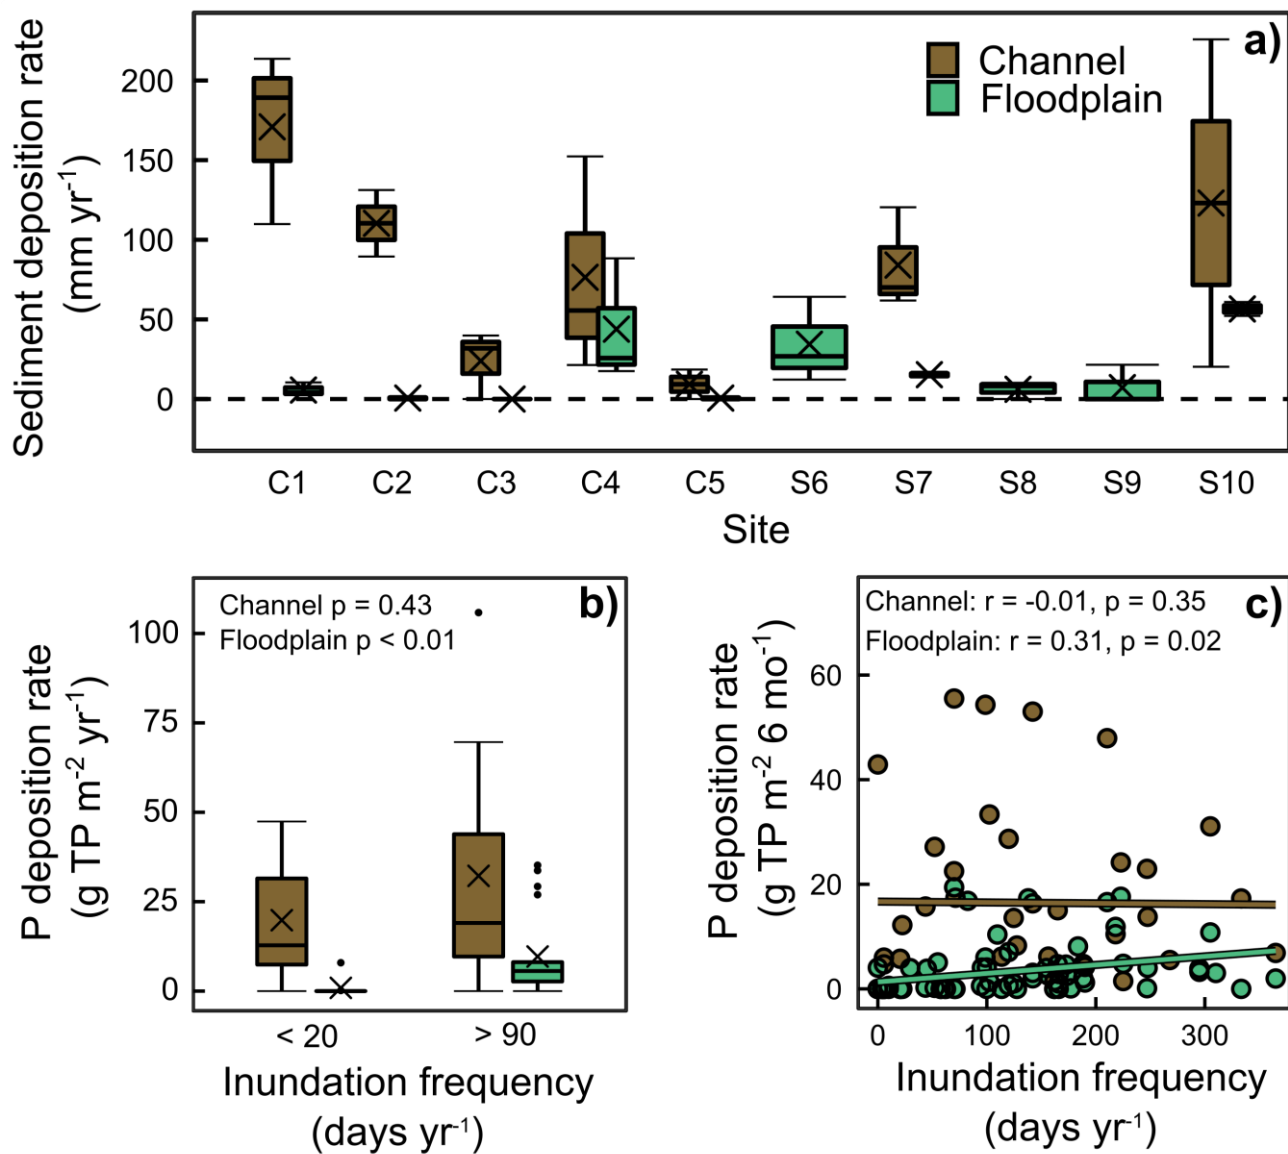 a)
Channel
Floodplain
Sediment deposition rate
(mm yr⁻¹)
200
150
100
50
0
C1 C2 C3 C4 C5 S6 S7 S8 S9 S10
Site
b)
Channel p = 0.43
Floodplain p < 0.01
P deposition rate
(g TP m⁻² yr⁻¹)
100
75
50
25
0
< 20 > 90
Inundation frequency
(days yr⁻¹)
c)
Channel: r = -0.01, p = 0.35
Floodplain: r = 0.31, p = 0.02
P deposition rate
(g TP m⁻² 6 mo⁻¹)
60
40
20
0
0 100 200 300
Inundation frequency
(days yr⁻¹)